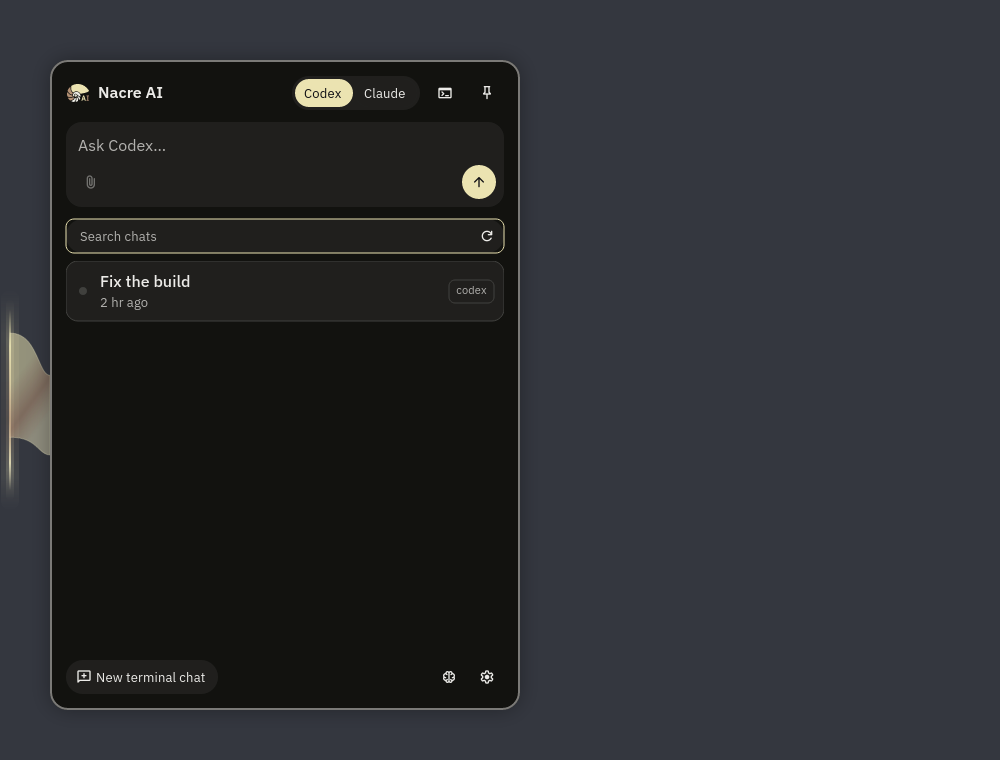 Nacre AI
Codex
Claude
Ask Codex...
Search chats
Fix the build
2 hr ago
codex
New terminal chat